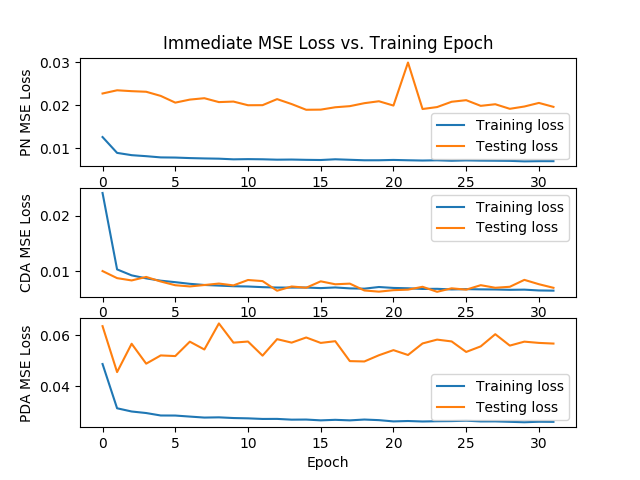 Immediate MSE Loss vs. Training Epoch
PN MSE Loss
0.03
0.02
0.01
Training loss
Testing loss
0 5 10 15 20 25 30
CDA MSE Loss
0.02
0.01
Training loss
Testing loss
0 5 10 15 20 25 30
PDA MSE Loss
0.06
0.04
Training loss
Testing loss
0 5 10 15 20 25 30
Epoch